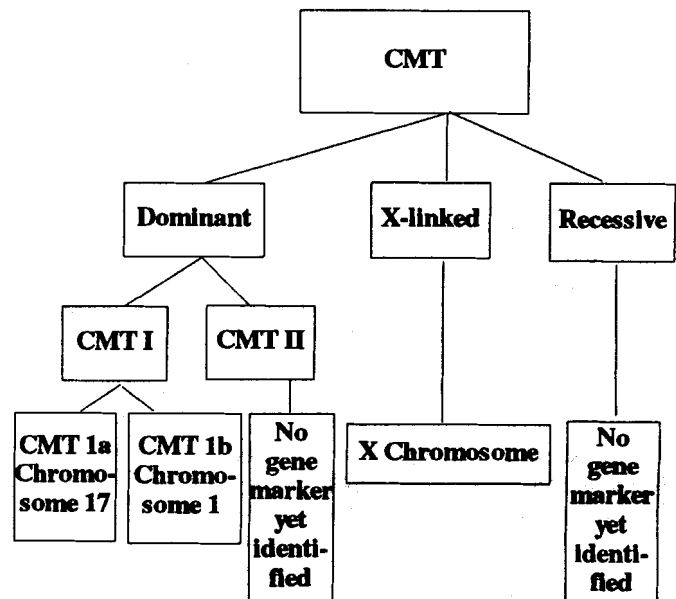 CMT
Dominant
X-linked
Recessive
CMT I
CMT II
CMT 1a
Chromo-
some 17
CMT 1b
Chromo-
some 1
No
gene
marker
yet
identi-
fied
X Chromosome
No
gene
marker
yet
identi-
fied